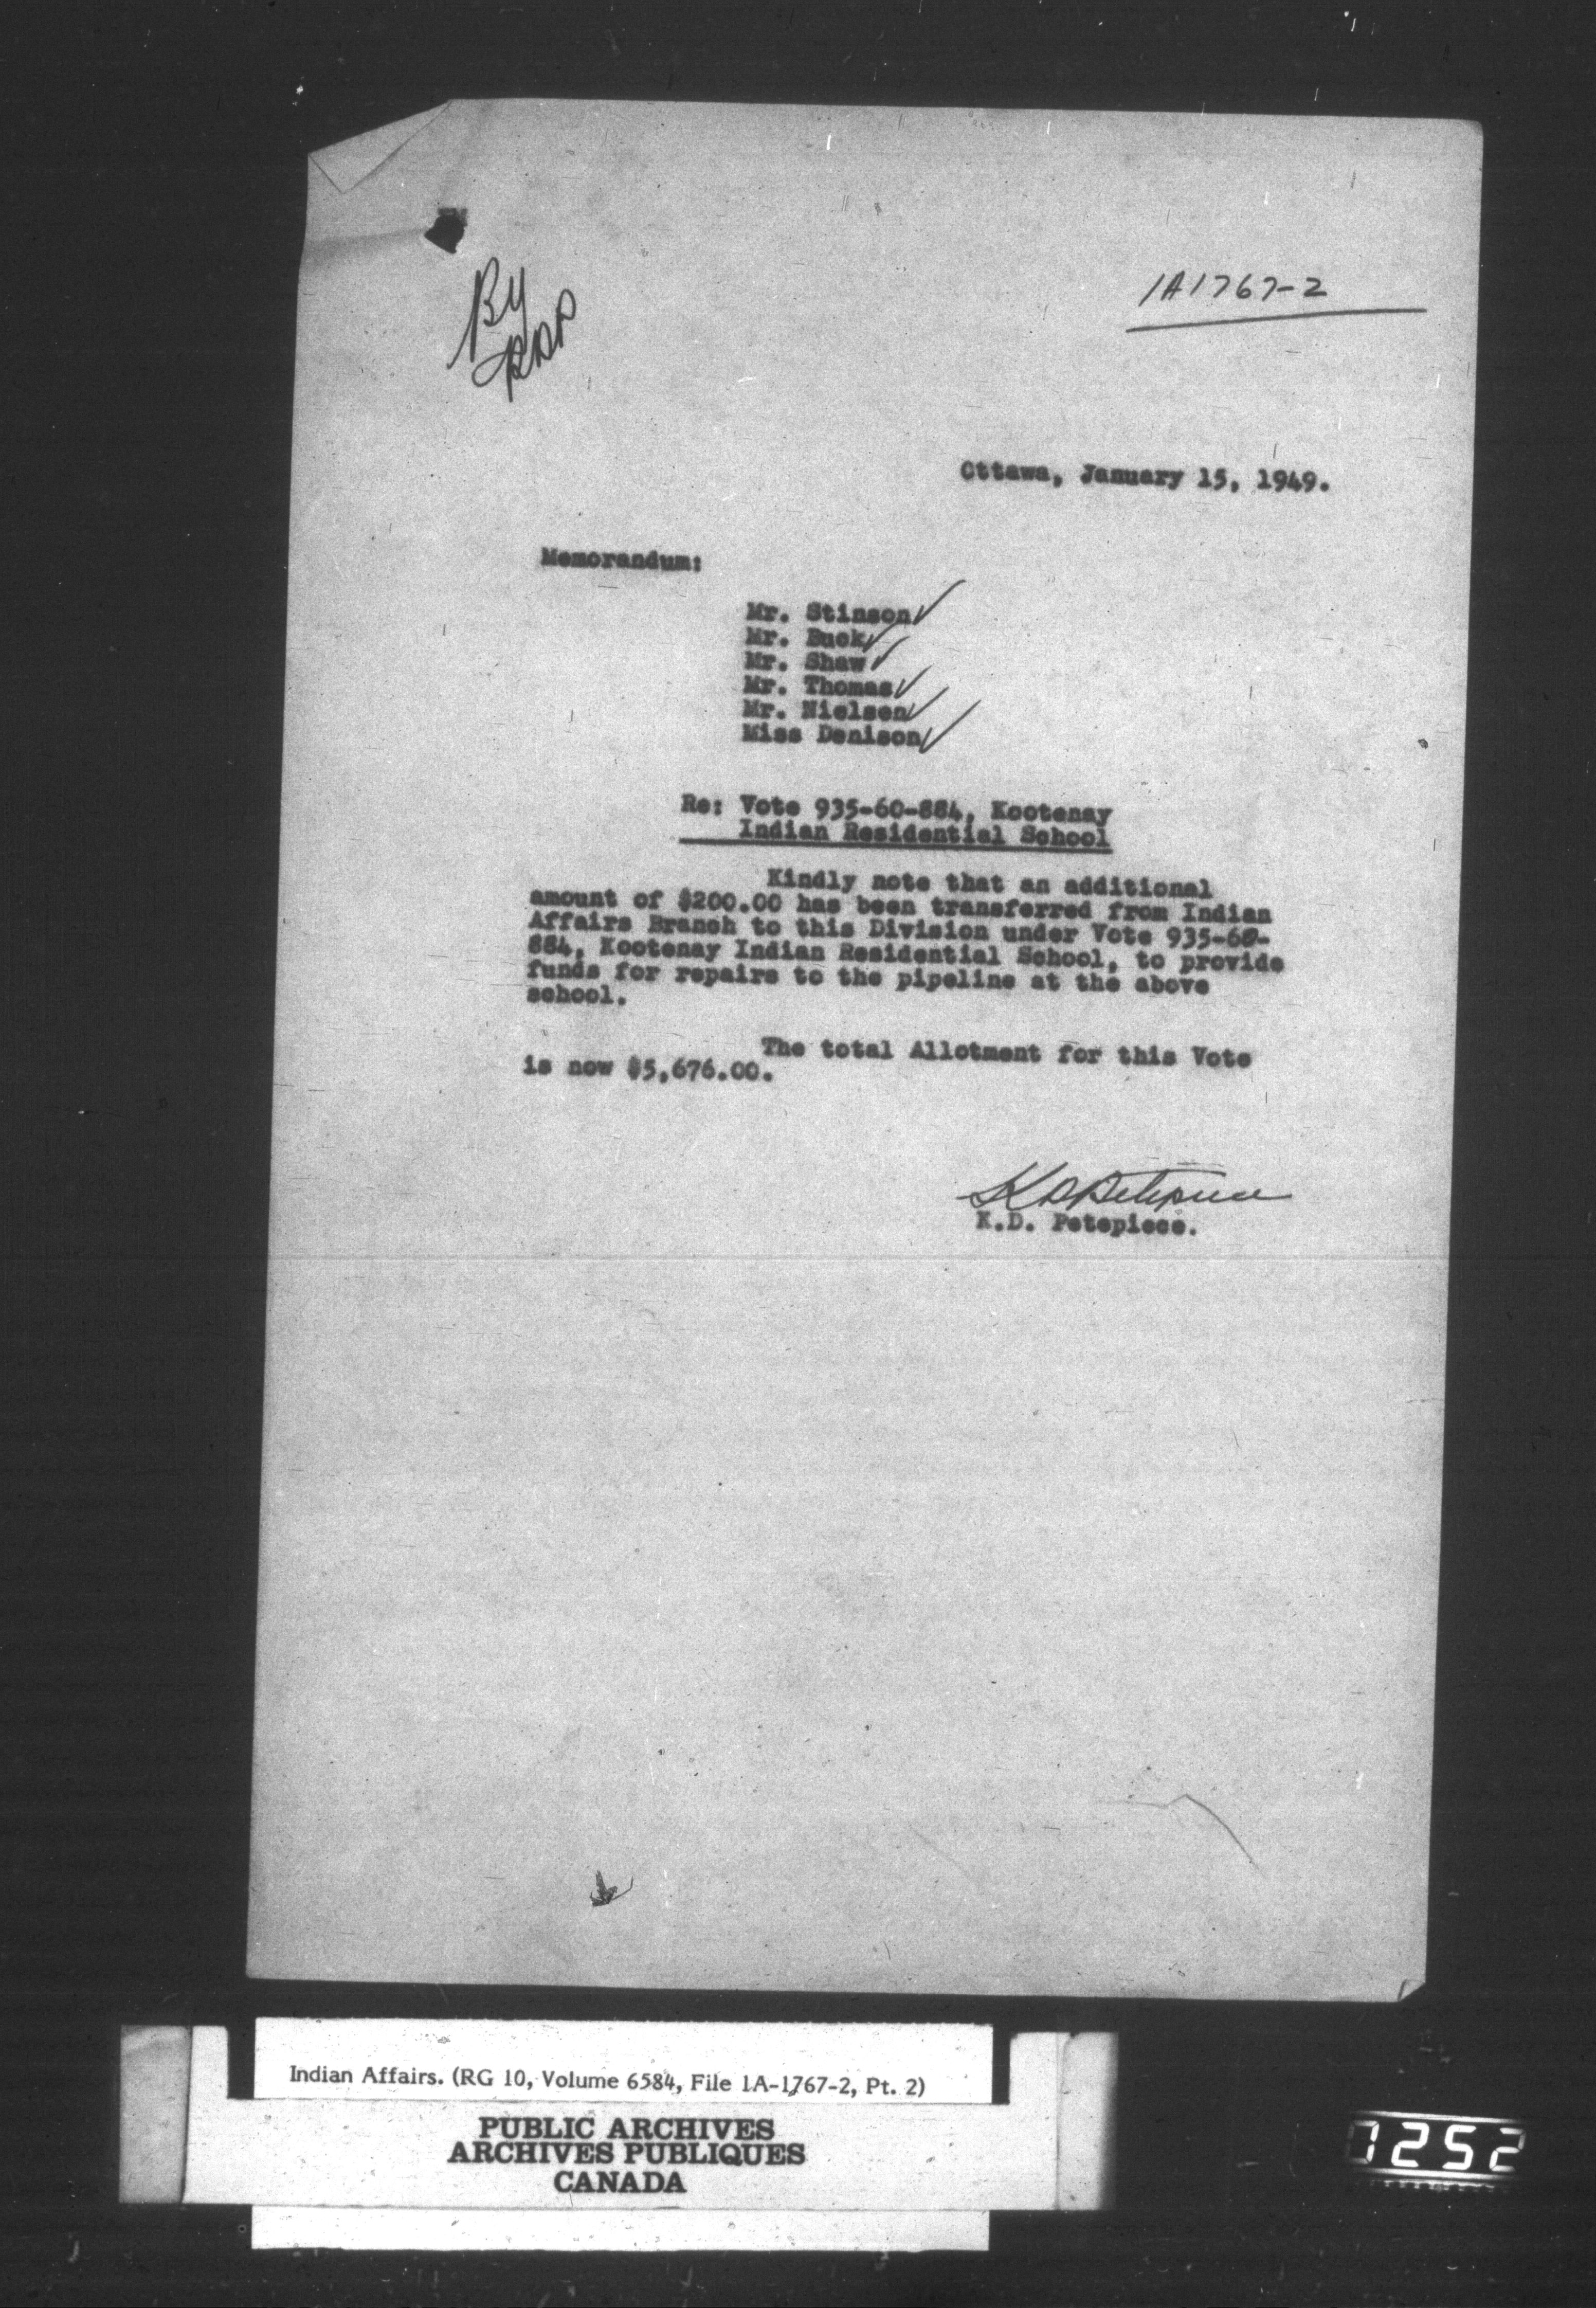 By
1A1767-2
Ottawa, January 15, 1949.
Memorandum:
Mr. Stinson
Mr. Buck
Mr. Shaw
Mr. Thomas
Mr. Nielsen
Miss Denison
Re: Vote 935-60-884, Kootenay
Indian Residential School
Kindly note that an additional
amount of $200.00 has been transferred from Indian
Affairs Branch to this Division under Vote 935-60-
884, Kootenay Indian Residential School, to provide
funds for repairs to the pipeline at the above
school.
The total Allotment for this Vote
is now $5,676.00.
K D Petepiece
K.D. Petepiece.
Indian Affairs. (RG 10, Volume 6584, File 1A-1767-2, Pt. 2)
PUBLIC ARCHIVES
ARCHIVES PUBLIQUES
CANADA
1252